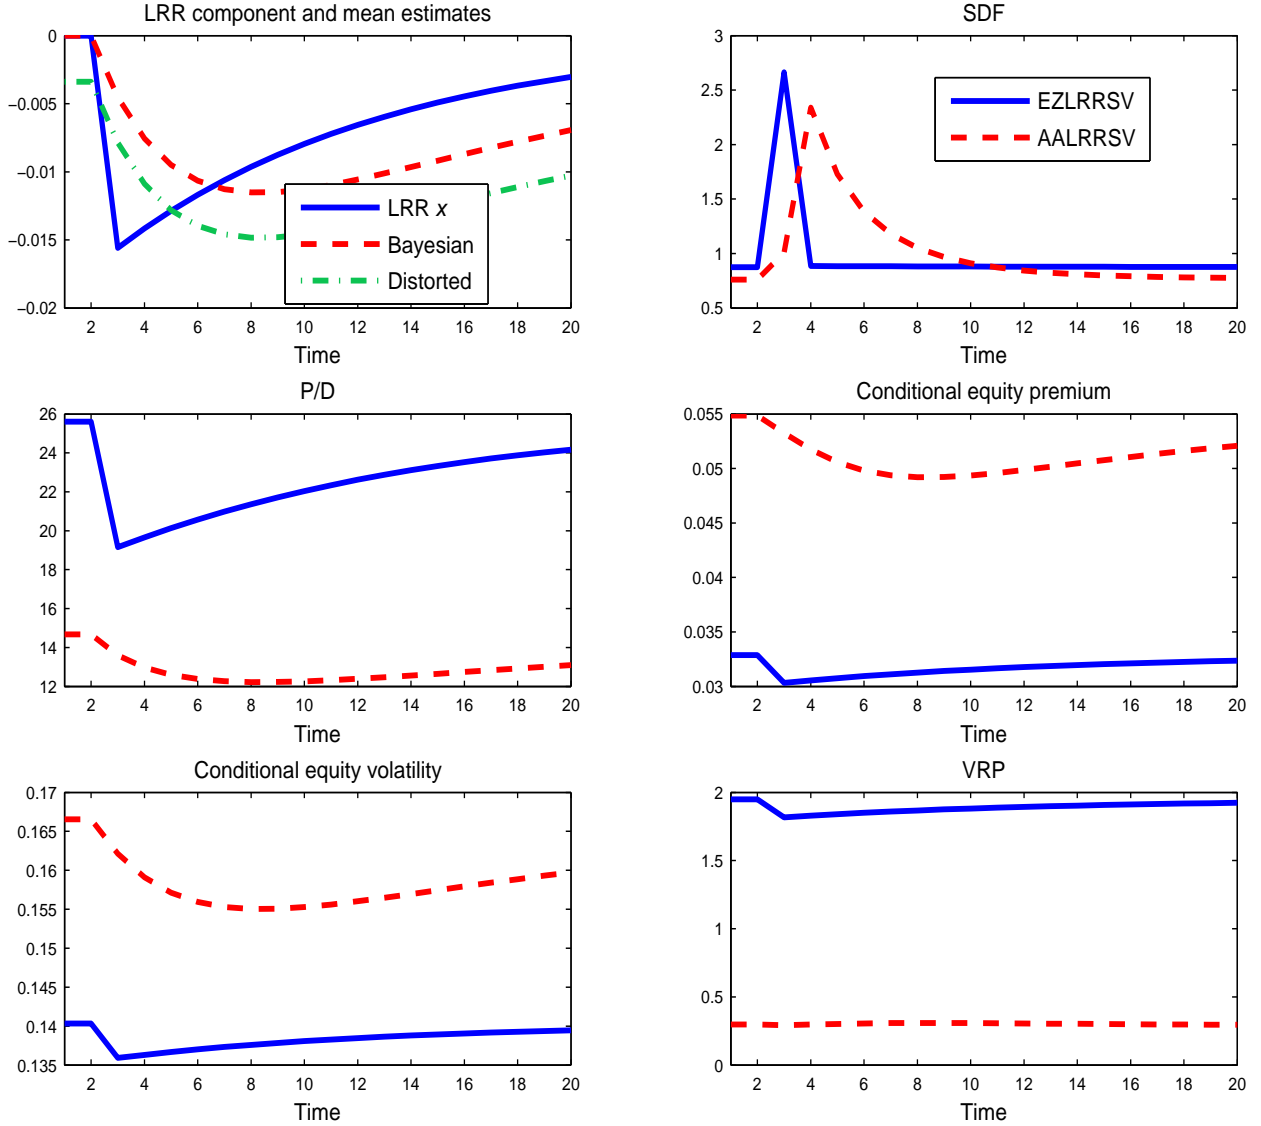 LRR component and mean estimates
0
−0.005
−0.01
−0.015
−0.02
2 4 6 8 10 12 14 16 18 20
Time
LRR x
Bayesian
Distorted
SDF
3
2.5
2
1.5
1
0.5
2 4 6 8 10 12 14 16 18 20
Time
EZLRRSV
AALRRSV
P/D
26
24
22
20
18
16
14
12
2 4 6 8 10 12 14 16 18 20
Time
Conditional equity premium
0.055
0.05
0.045
0.04
0.035
0.03
2 4 6 8 10 12 14 16 18 20
Time
Conditional equity volatility
0.17
0.165
0.16
0.155
0.15
0.145
0.14
0.135
2 4 6 8 10 12 14 16 18 20
Time
VRP
2
1.5
1
0.5
0
2 4 6 8 10 12 14 16 18 20
Time